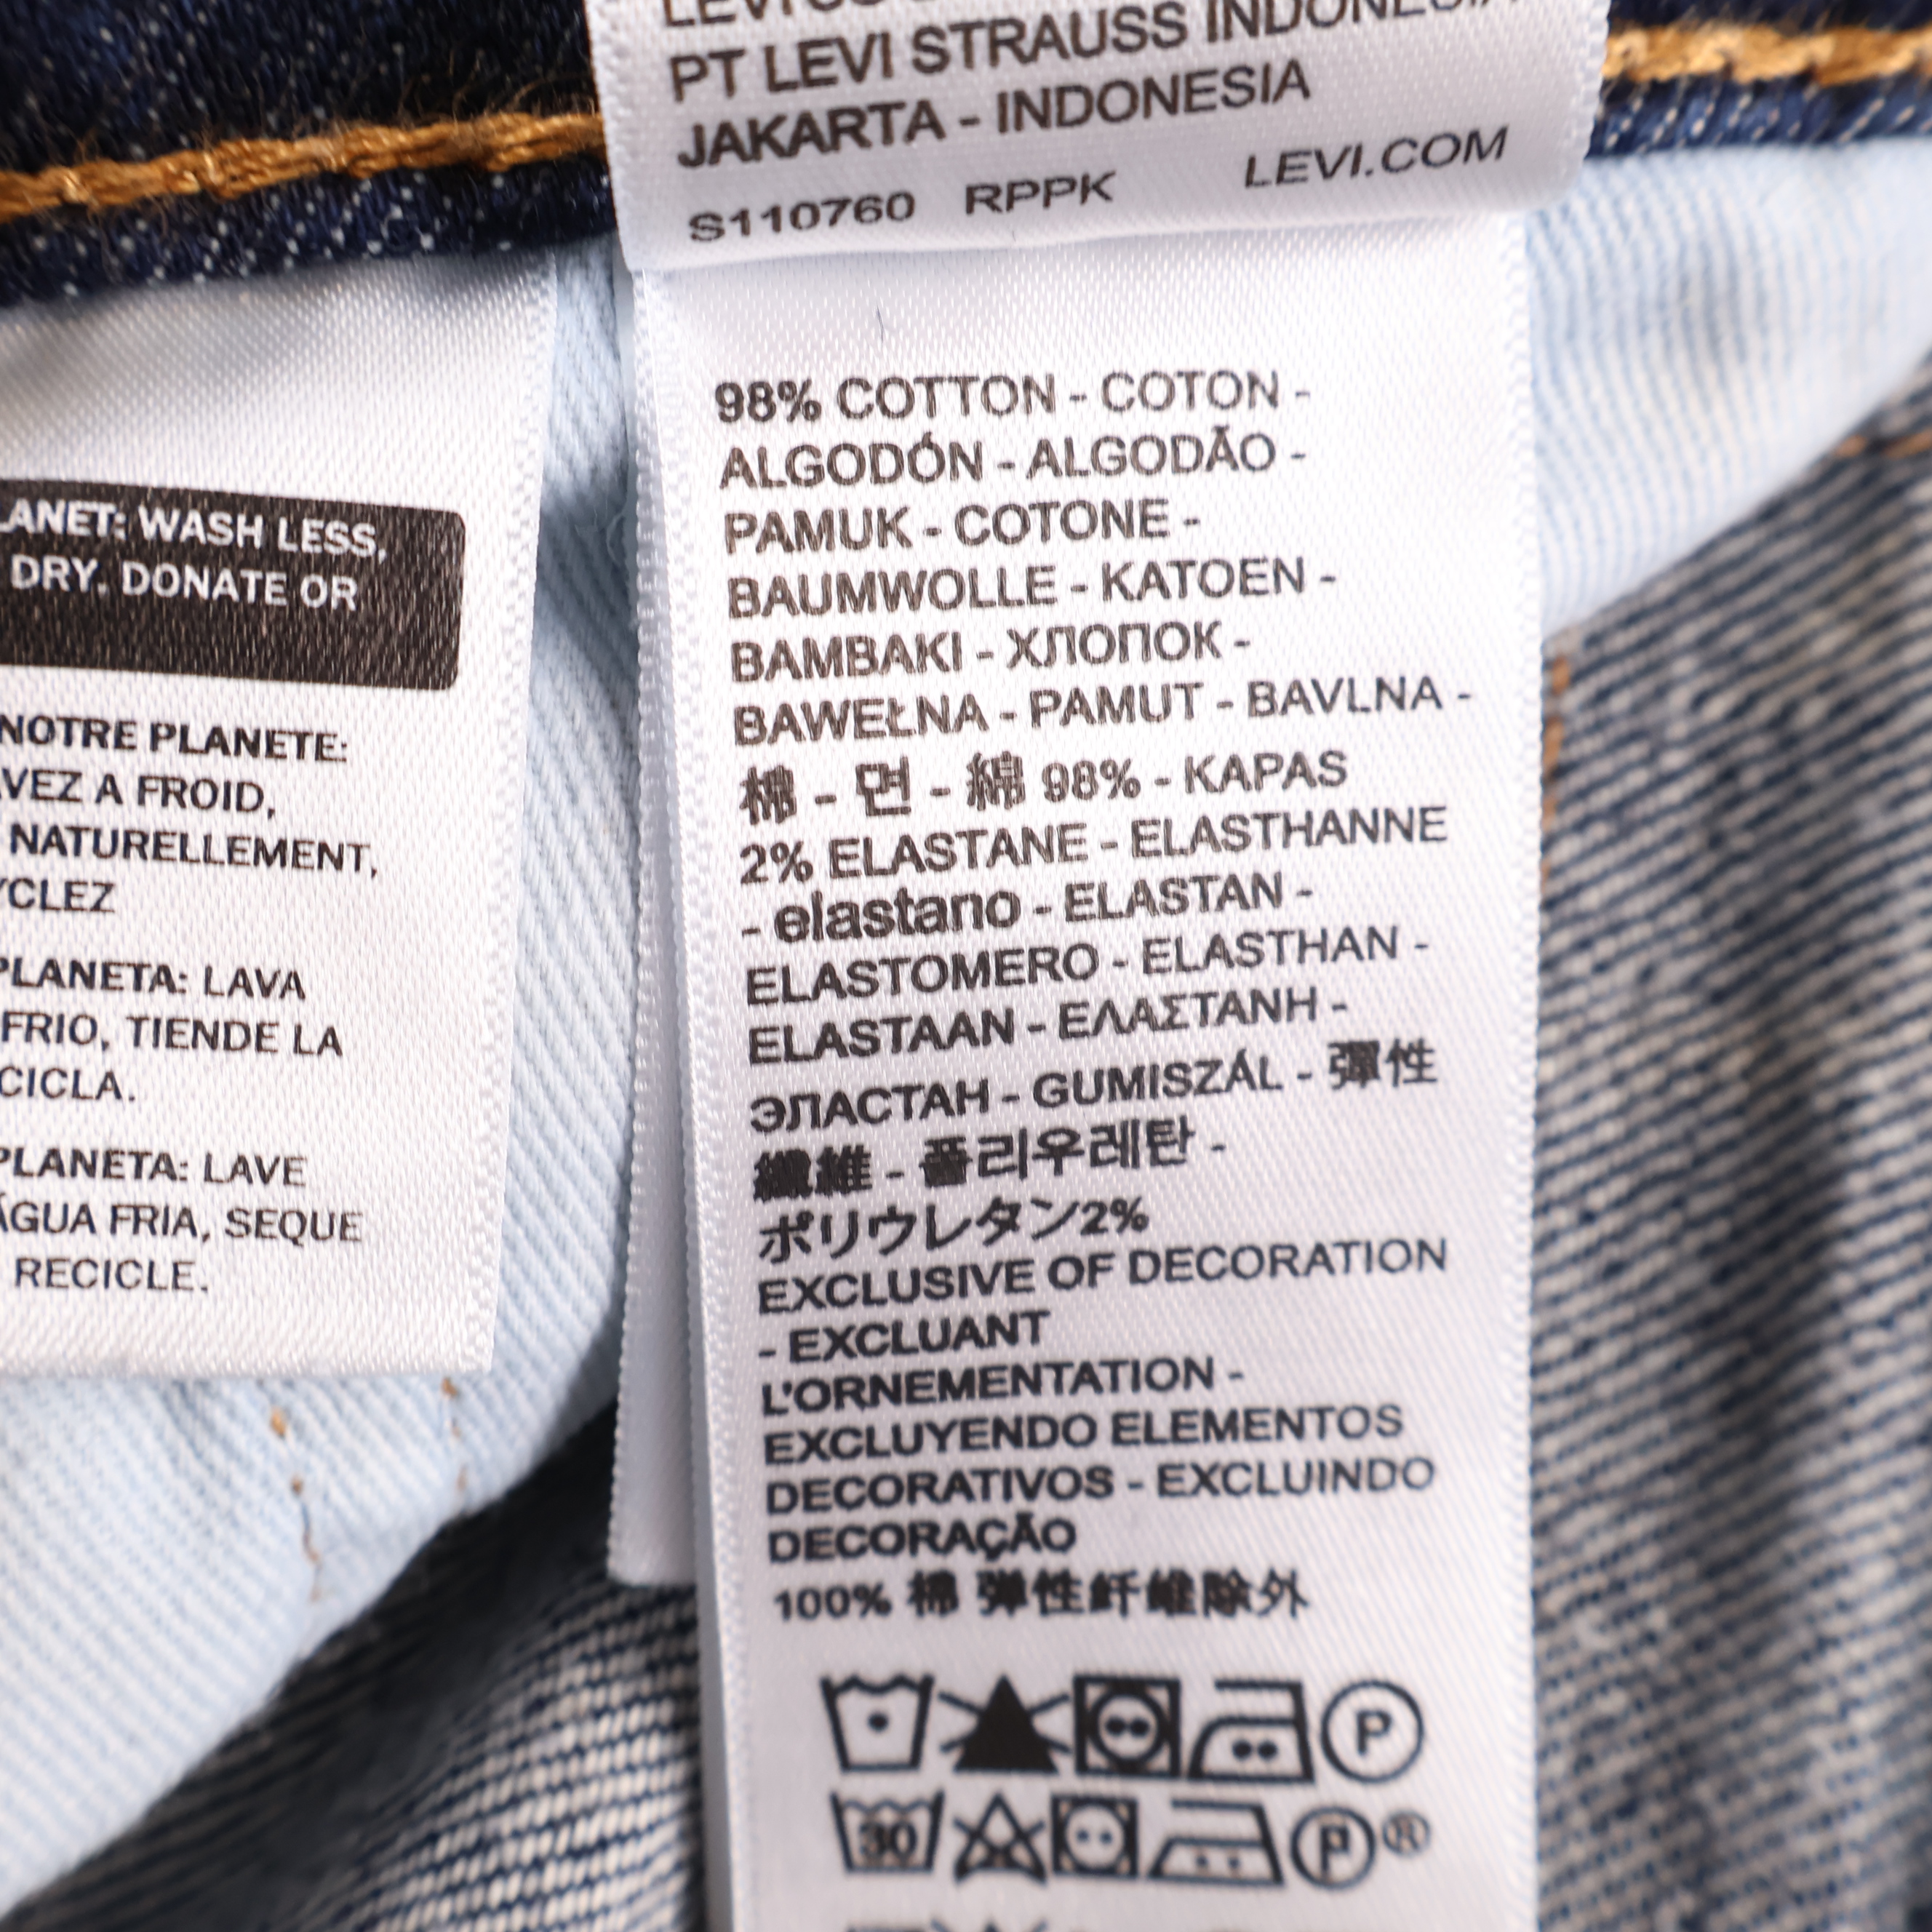 PT LEVI STRAUSS INDONESIA
JAKARTA - INDONESIA
S110760 RPPK LEVI.COM
98% COTTON - COTON -
ALGODÓN - ALGODÃO -
PAMUK - COTONE -
BAUMWOLLE - KATOEN -
BAMBAKI - ХЛОПОК -
BAWEŁNA - PAMUT - BAVLNA -
棉 - 면 - 綿 98% - KAPAS
2% ELASTANE - ELASTHANNE
- elastano - ELASTAN -
ELASTOMERO - ELASTHAN -
ELASTAAN - ΕΛΑΣΤΑΝΗ -
ЭЛАСТАН - GUMISZÁL - 彈性
纖維 - 폴리우레탄 -
ポリウレタン2%
EXCLUSIVE OF DECORATION
- EXCLUANT
L'ORNEMENTATION -
EXCLUYENDO ELEMENTOS
DECORATIVOS - EXCLUINDO
DECORAÇÃO
100% 棉 弹性纤维除外
P
30 P ®
LANET: WASH LESS,
DRY. DONATE OR
NOTRE PLANETE:
VEZ A FROID,
NATURELLEMENT,
YCLEZ
PLANETA: LAVA
FRIO, TIENDE LA
CICLA.
PLANETA: LAVE
ÁGUA FRIA, SEQUE
RECICLE.